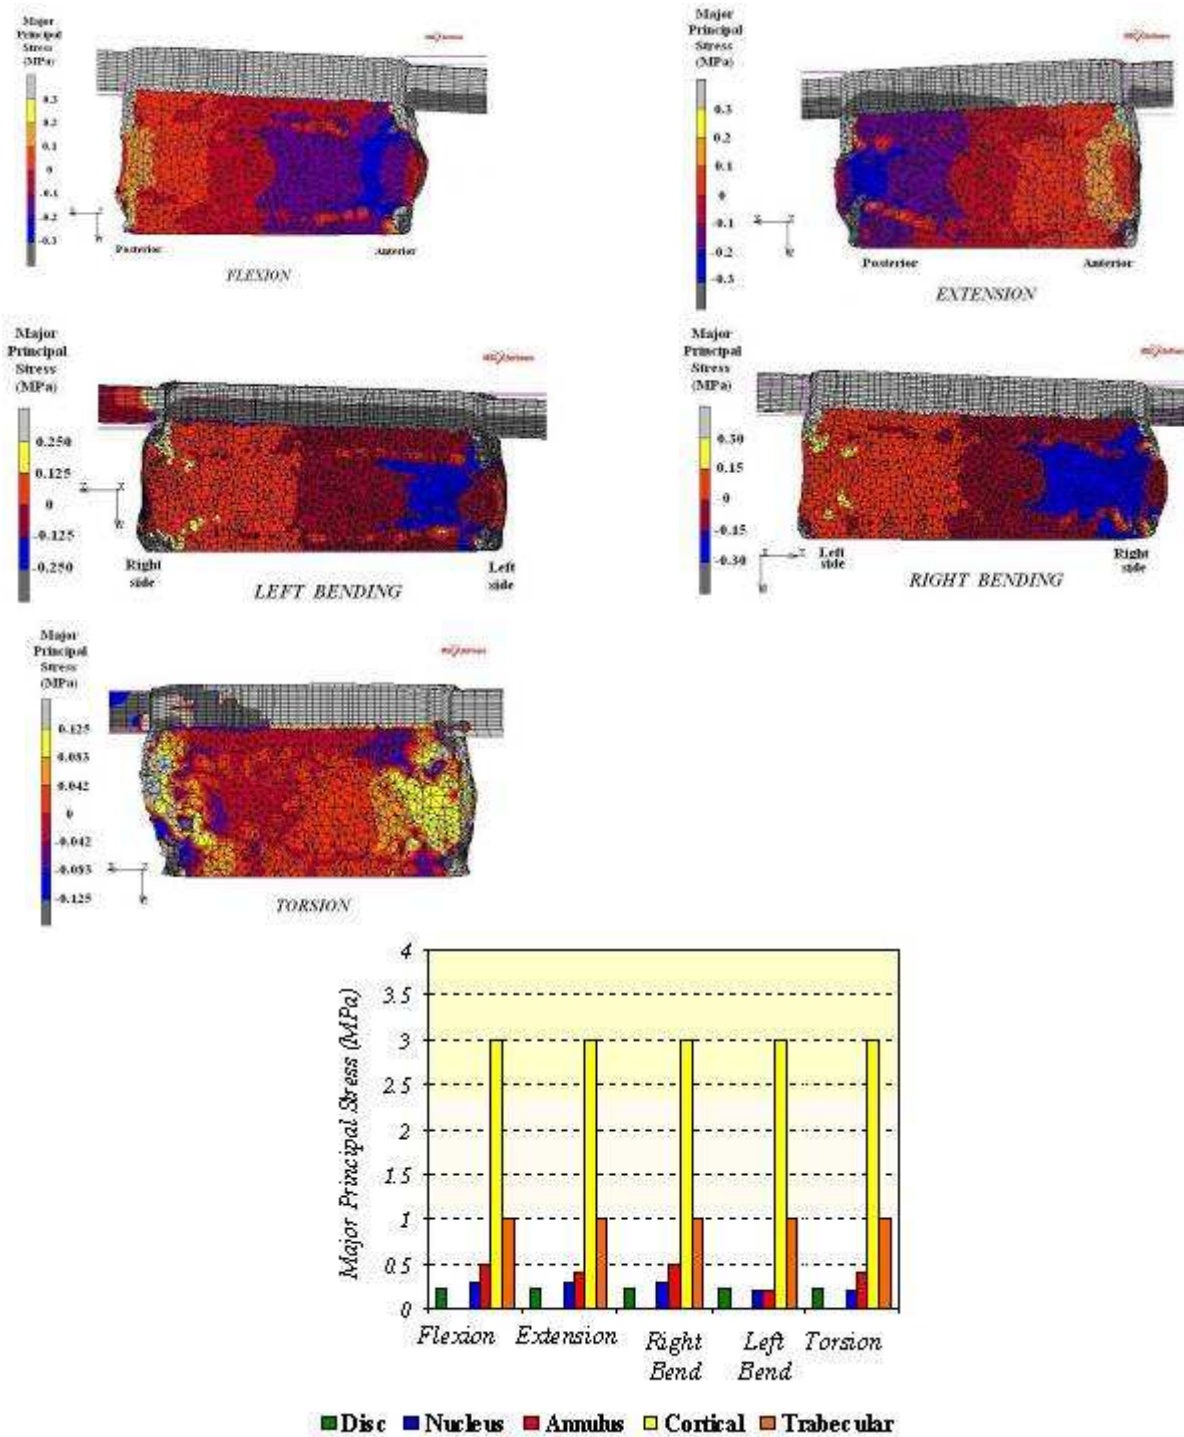 Major
Principal
Stress
(MPa)
0.3
0.2
0.1
0
-0.1
-0.2
-0.3
Posterior
Anterior
FLEXION
Major
Principal
Stress
(MPa)
0.3
0.2
0.1
0
-0.1
-0.2
-0.3
Posterior
Anterior
EXTENSION
Major
Principal
Stress
(MPa)
0.250
0.125
0
-0.125
-0.250
Right
side
Left
side
LEFT BENDING
Major
Principal
Stress
(MPa)
0.30
0.15
0
-0.15
-0.30
Left
side
Right
side
RIGHT BENDING
Major
Principal
Stress
(MPa)
0.125
0.083
0.042
0
-0.042
-0.083
-0.125
TORSION
Major Principal Stress (MPa)
4
3.5
3
2.5
2
1.5
1
0.5
0
Flexion Extension Right Bend Left Bend Torsion
Disc Nucleus Annulus Cortical Trabecular